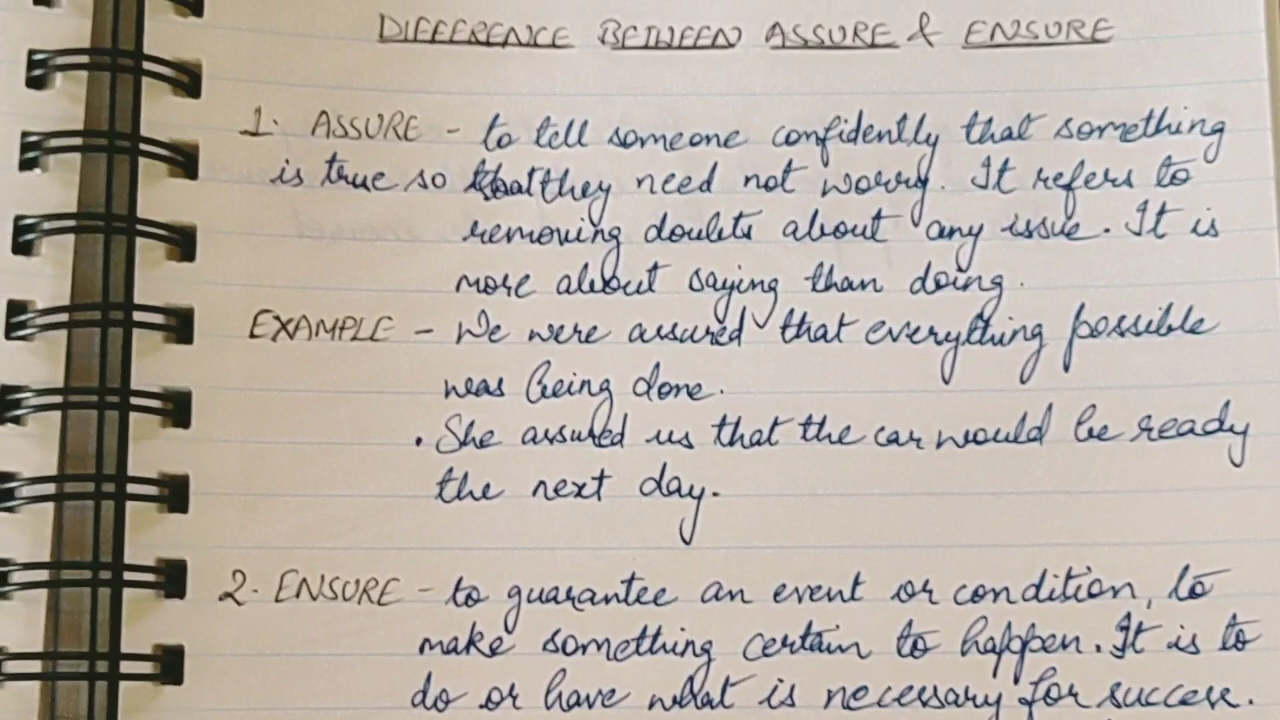 DIFFERENCE BETWEEN ASSURE & ENSURE
1. ASSURE - to tell someone confidently that something
is true so that they need not worry. It refers to
removing doubts about any issue. It is
more about saying than doing.
EXAMPLE - We were assured that everything possible
was being done.
• She assured us that the car would be ready
the next day.
2. ENSURE - to guarantee an event or condition, to
make something certain to happen. It is to
do or have what is necessary for success.